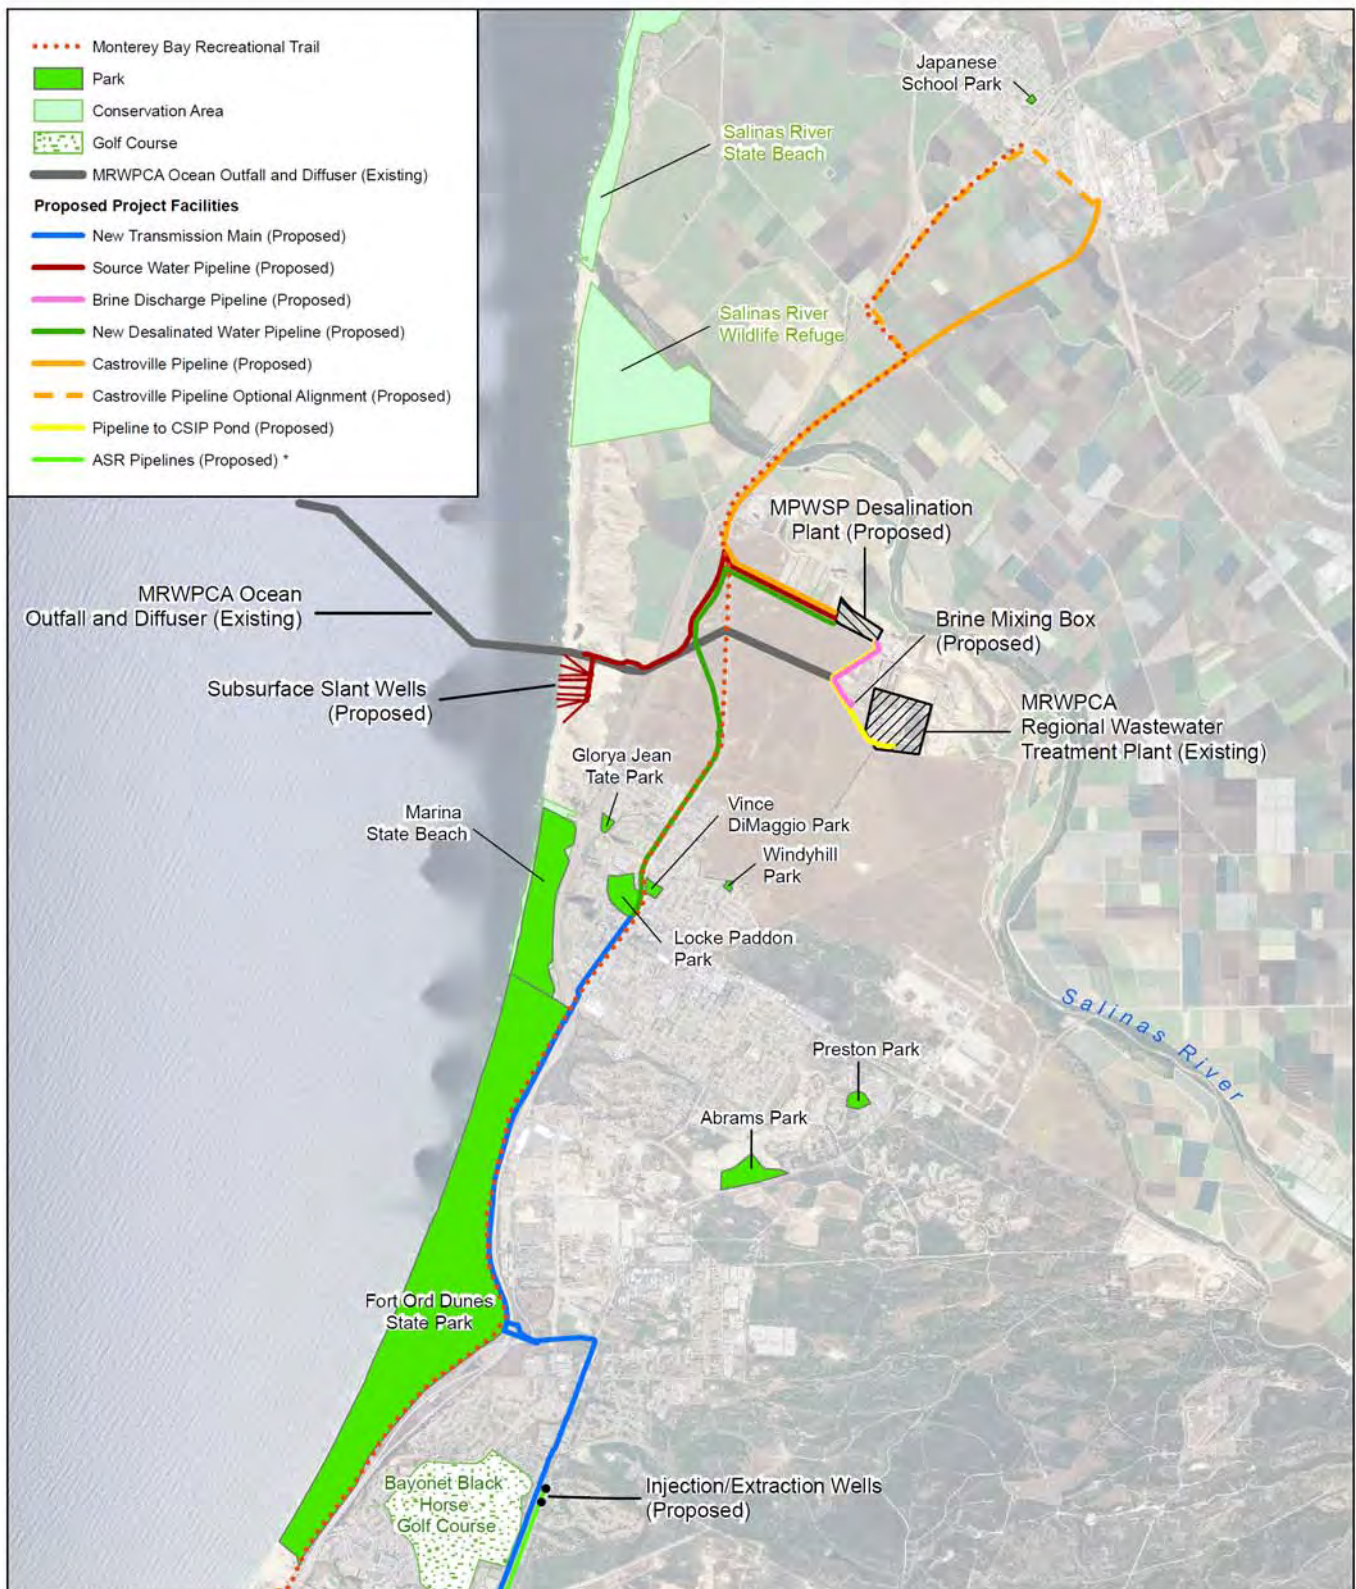 Monterey Bay Recreational Trail
Park
Conservation Area
Golf Course
MRWPCA Ocean Outfall and Diffuser (Existing)
Proposed Project Facilities
New Transmission Main (Proposed)
Source Water Pipeline (Proposed)
Brine Discharge Pipeline (Proposed)
New Desalinated Water Pipeline (Proposed)
Castroville Pipeline (Proposed)
Castroville Pipeline Optional Alignment (Proposed)
Pipeline to CSIP Pond (Proposed)
ASR Pipelines (Proposed) *
Japanese
School Park
Salinas River
State Beach
Salinas River
Wildlife Refuge
MPWSP Desalination
Plant (Proposed)
MRWPCA Ocean
Outfall and Diffuser (Existing)
Brine Mixing Box
(Proposed)
Subsurface Slant Wells
(Proposed)
MRWPCA
Regional Wastewater
Treatment Plant (Existing)
Glorya Jean
Tate Park
Marina
State Beach
Vince
DiMaggio Park
Windyhill
Park
Locke Paddon
Park
Salinas River
Preston Park
Abrams Park
Fort Ord Dunes
State Park
Bayonet Black
Horse
Golf Course
Injection/Extraction Wells
(Proposed)